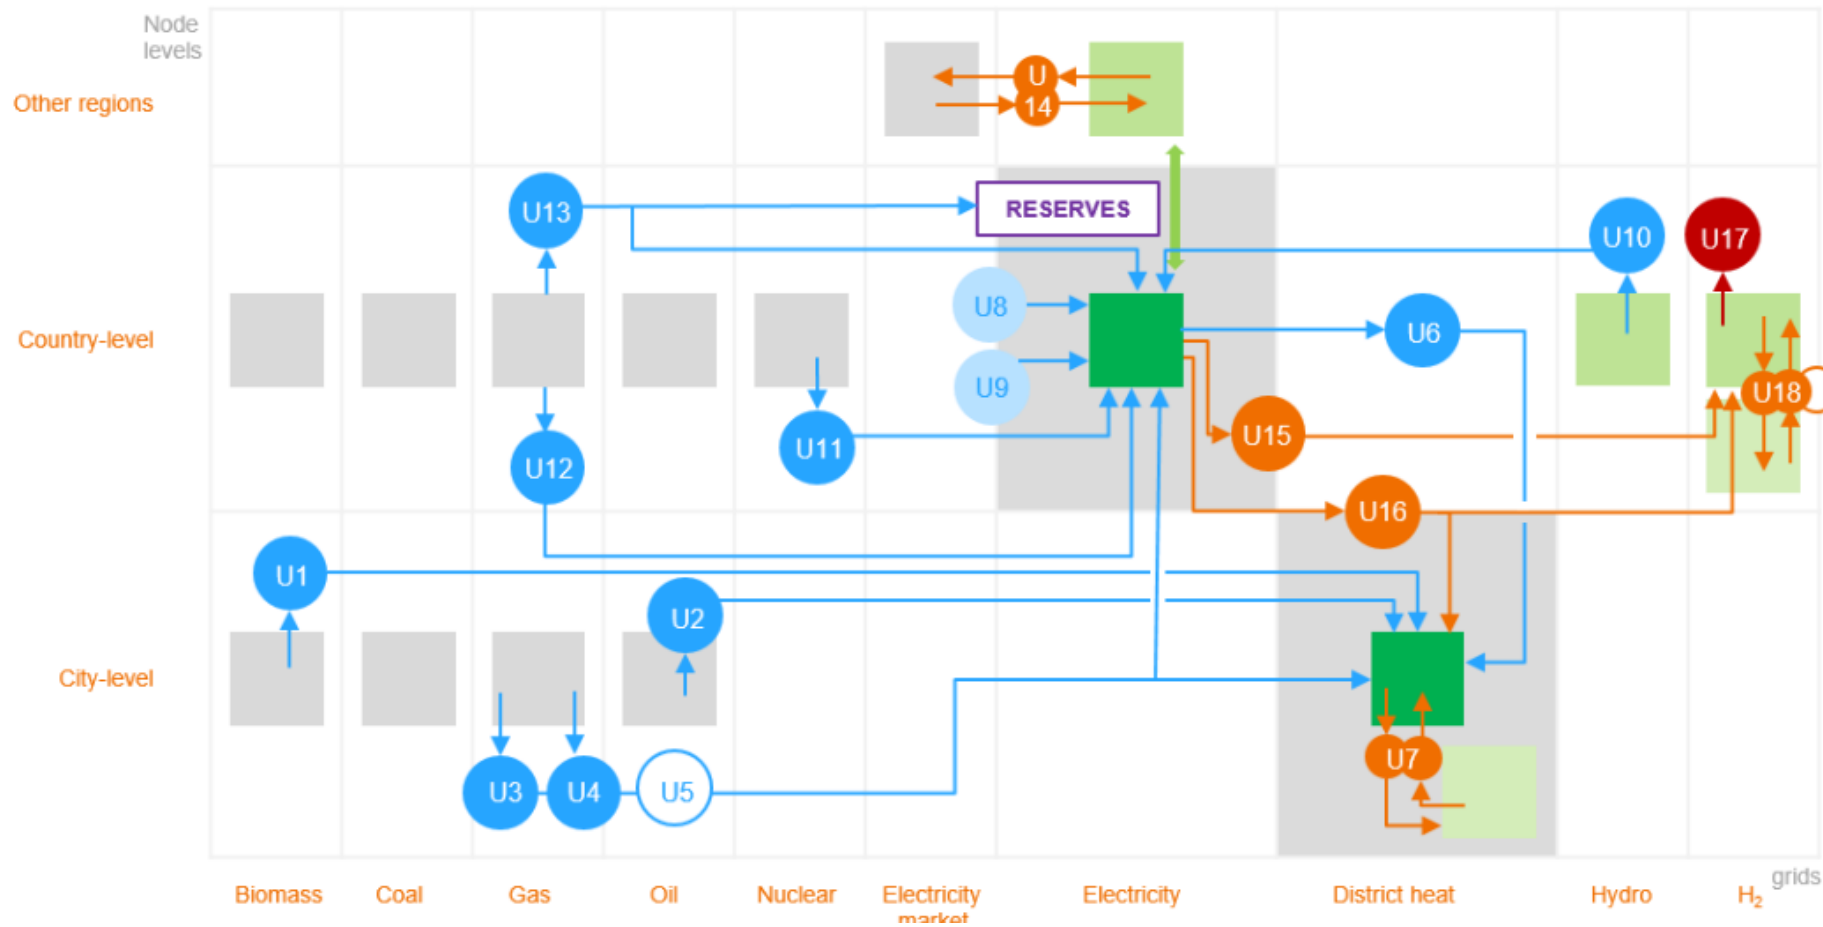 Node
levels
Other regions
U
14
U13
RESERVES
U10
U17
U8
Country-level
U6
U9
U18
U15
U11
U12
U16
U1
U2
City-level
U7
U3
U4
U5
grids
Biomass
Coal
Gas
Oil
Nuclear
Electricity
market
Electricity
District heat
Hydro
H₂